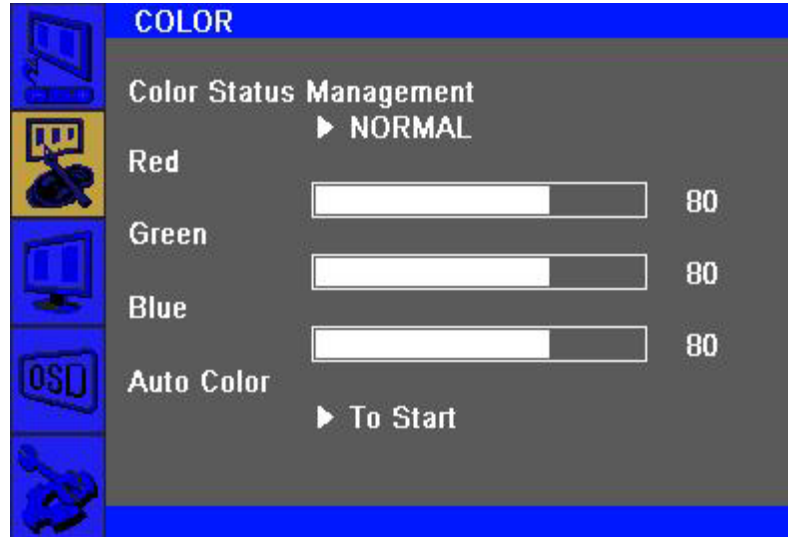 COLOR
Color Status Management
▶ NORMAL
Red
80
Green
80
Blue
80
OSD
Auto Color
▶ To Start